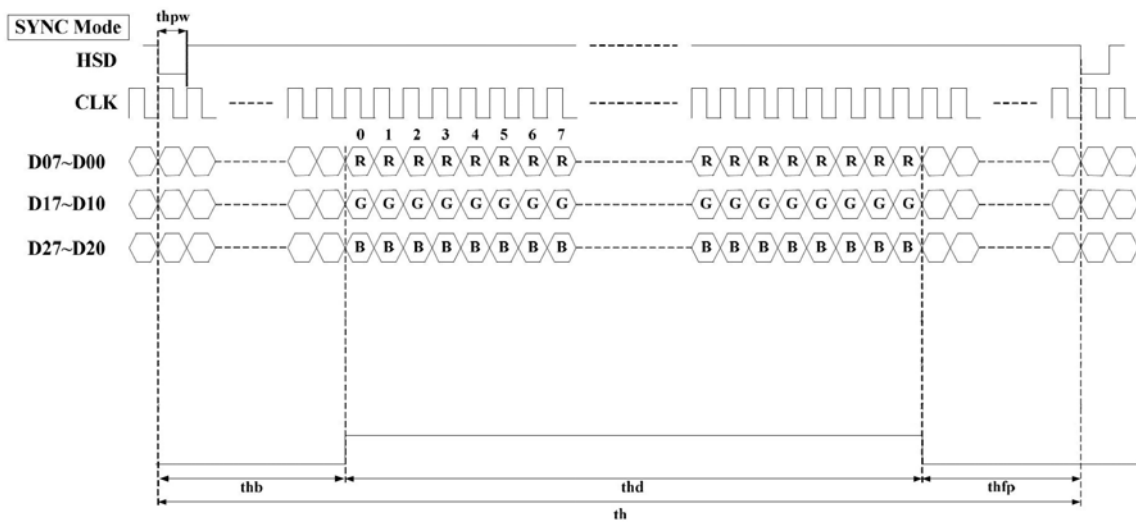 thpw
SYNC Mode
HSD
CLK
0 1 2 3 4 5 6 7
D07~D00 R R R R R R R R R R R R R R R R
D17~D10 G G G G G G G G G G G G G G G G
D27~D20 B B B B B B B B B B B B B B B B
thb thd thfp
th